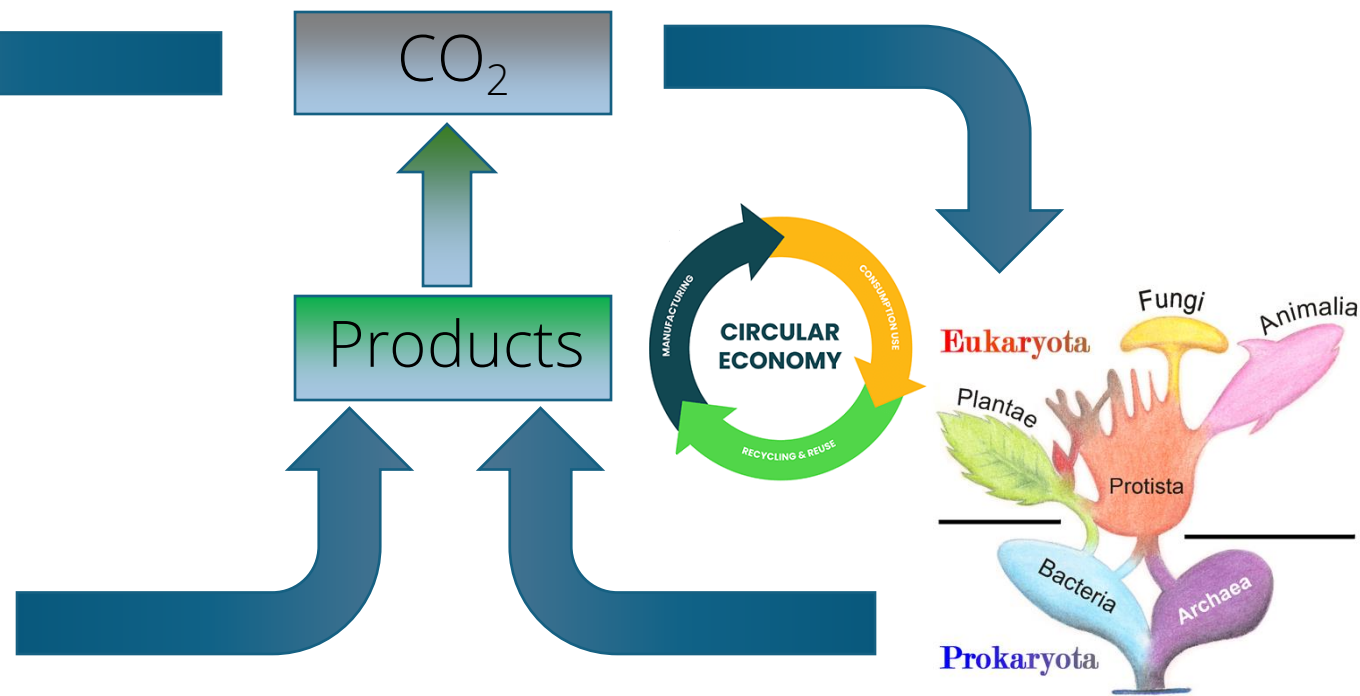 CO₂
Products
MANUFACTURING
CONSUMPTION USE
CIRCULAR
ECONOMY
RECYCLING & REUSE
Fungi
Animalia
Eukaryota
Plantae
Protista
Bacteria
Archaea
Prokaryota